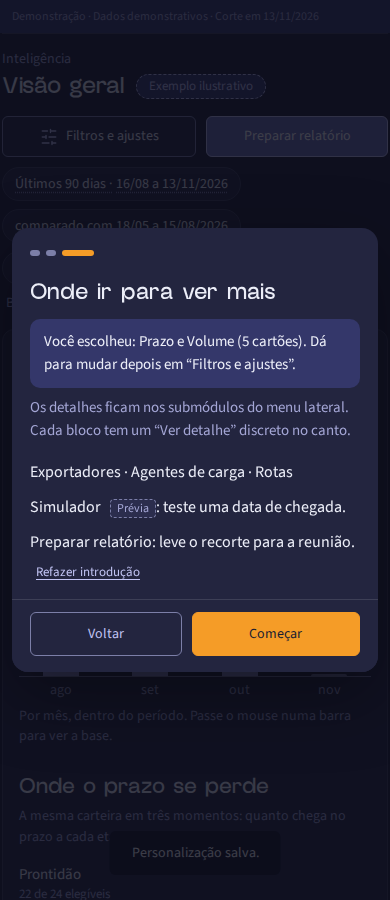 Demonstração · Dados demonstrativos · Corte em 13/11/2026
Inteligência
Visão geral Exemplo ilustrativo
Filtros e ajustes Preparar relatório
Últimos 90 dias · 16/08 a 13/11/2026
comparado com 18/05 a 15/08/2026
Onde ir para ver mais
Você escolheu: Prazo e Volume (5 cartões). Dá
para mudar depois em “Filtros e ajustes”.
Os detalhes ficam nos submódulos do menu lateral.
Cada bloco tem um “Ver detalhe” discreto no canto.
Exportadores · Agentes de carga · Rotas
Simulador Prévia : teste uma data de chegada.
Preparar relatório: leve o recorte para a reunião.
Refazer introdução
Voltar Começar
ago set out nov
Por mês, dentro do periodo. Passe o mouse numa barra
para ver a base.
Onde o prazo se perde
A mesma carteira em três momentos: quanto chega no
prazo a cada et
Personalização salva.
Prontidão
22 de 24 elegíveis